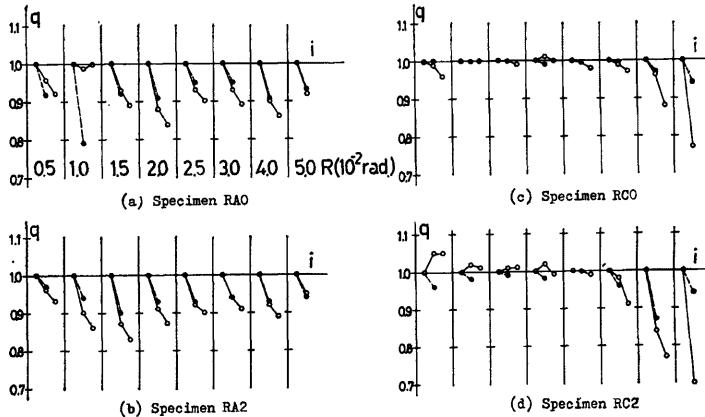 q
i
1.1
1.0
0.9
0.8
0.7
0.5 1.0 1.5 2.0 2.5 3.0 4.0 5.0 R(10⁻² rad.)
(a) Specimen RA0
q
i
1.1
1.0
0.9
0.8
0.7
(b) Specimen RA2
q
i
1.1
1.0
0.9
0.8
0.7
(c) Specimen RC0
q
i
1.1
1.0
0.9
0.8
0.7
(d) Specimen RC2